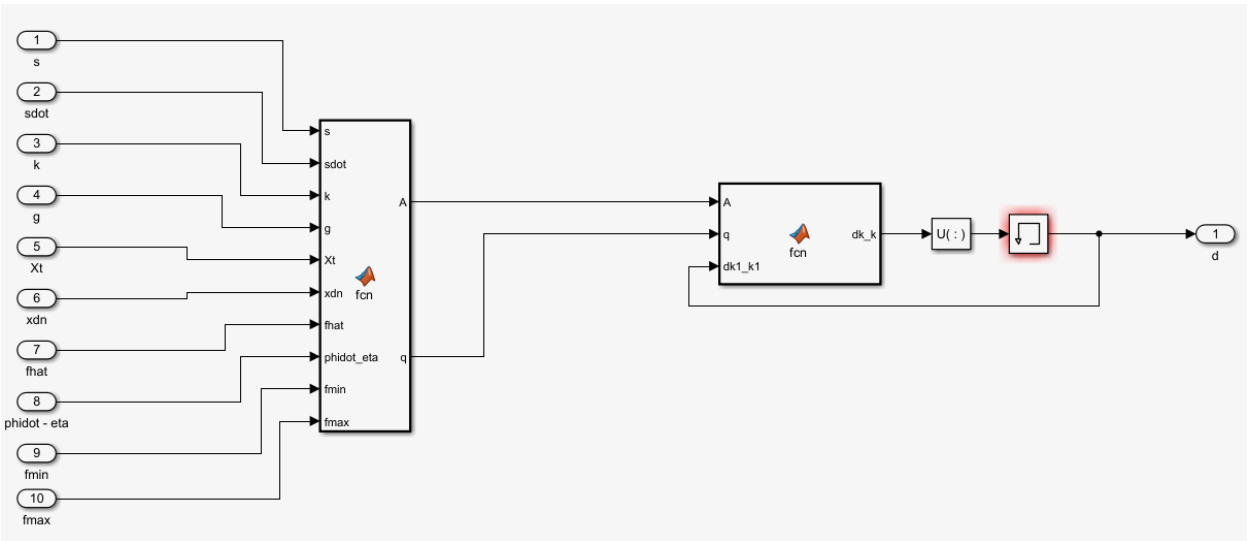 1
s
2
sdot
3
k
4
g
5
Xt
6
xdn
7
fhat
8
phidot - eta
9
fmin
10
fmax
s
sdot
k
g
Xt
xdn
fhat
phidot_eta
fmin
fmax
fcn
A
q
A
q
dk1_k1
fcn
dk_k
U( : )
1
d